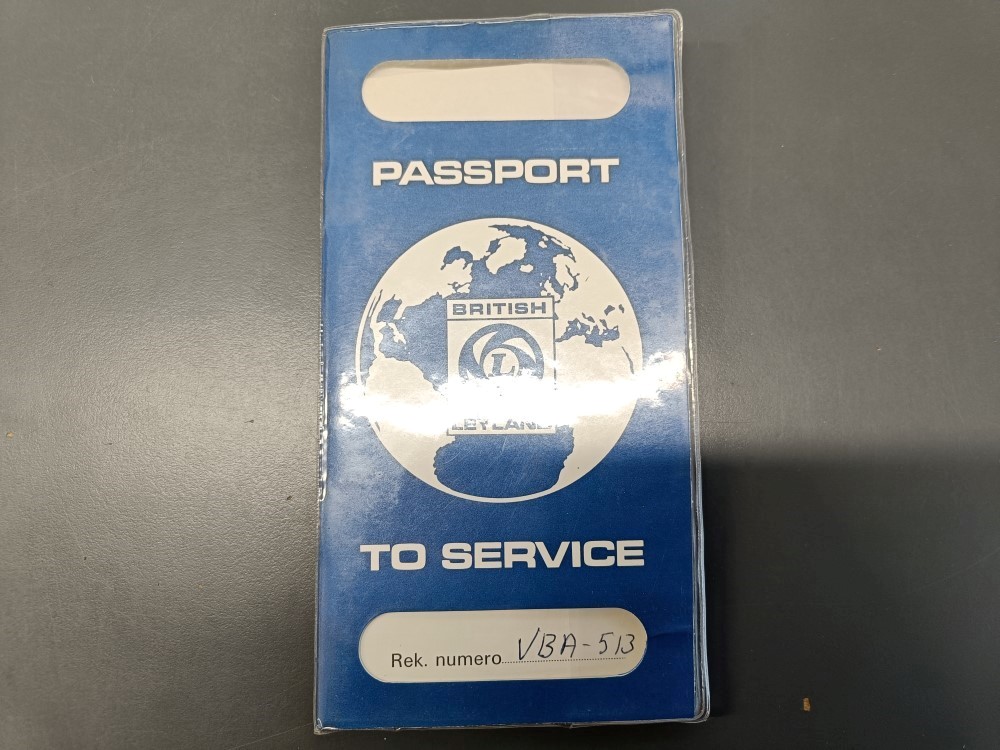 PASSPORT
BRITISH
L
LEYLAND
TO SERVICE
Rek. numero VBA-513